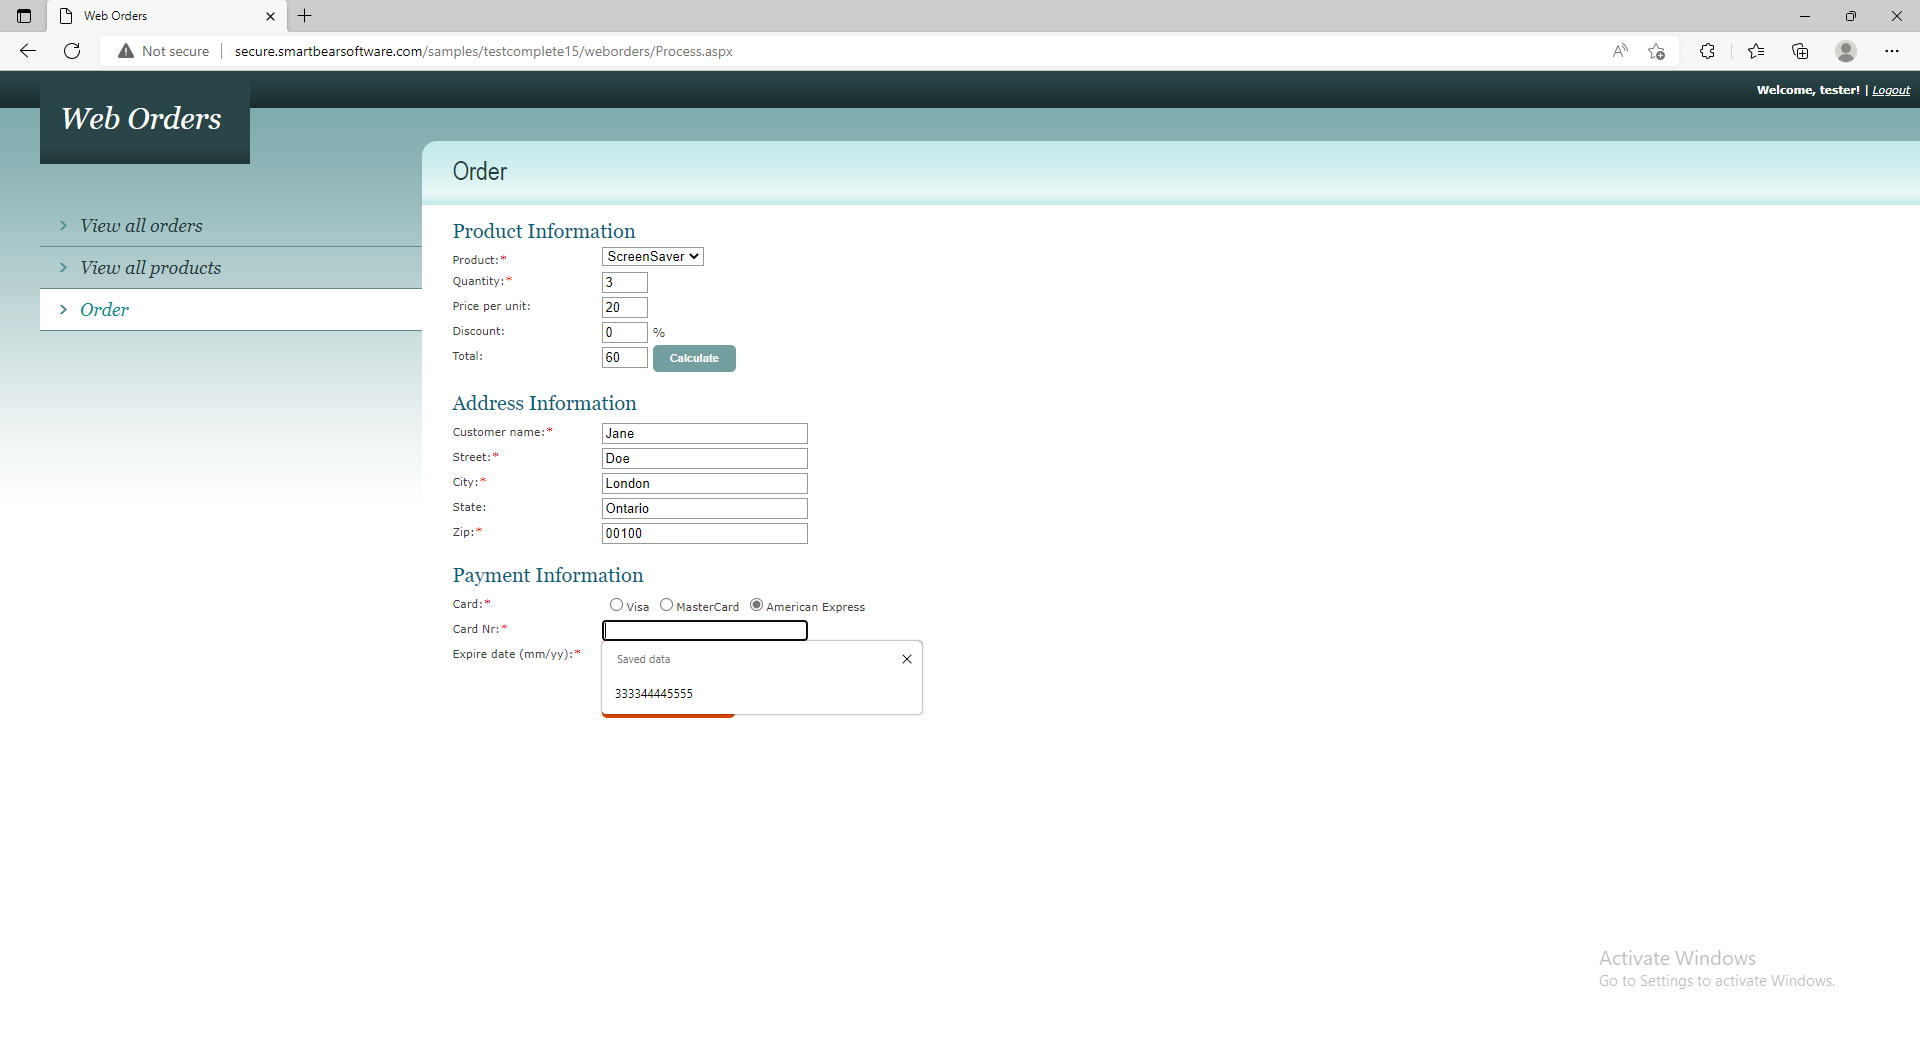 Web Orders
Not secure
secure.smartbearsoftware.com/samples/testcomplete15/weborders/Process.aspx
Welcome, tester! | Logout
Web Orders
Order
View all orders
View all products
Order
Product Information
Product:* ScreenSaver
Quantity:* 3
Price per unit: 20
Discount: 0 %
Total: 60 Calculate
Address Information
Customer name:* Jane
Street:* Doe
City:* London
State: Ontario
Zip:* 00100
Payment Information
Card:* Visa MasterCard American Express
Card Nr:*
Expire date (mm/yy):*
Saved data
333344445555
Activate Windows
Go to Settings to activate Windows.